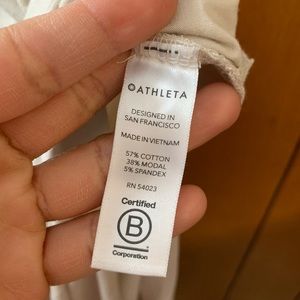 ATHLETA
DESIGNED IN
SAN FRANCISCO
MADE IN VIETNAM
57% COTTON
38% MODAL
5% SPANDEX
RN 54023
Certified
B
Corporation